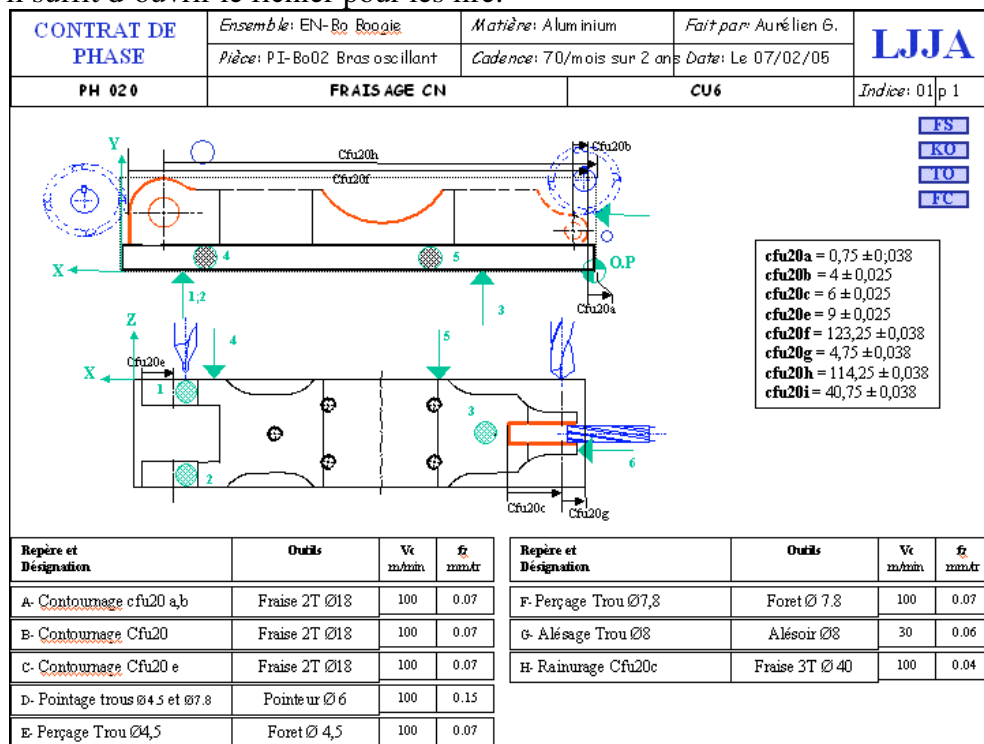 il suffit d'ouvrir le fichier pour les lire.
CONTRAT DE PHASE
Ensemble: EN-Bo Boogie
Matière: Aluminium
Fait par: Aurélien G.
LJJA
Pièce: PI-Bo02 Bras oscillant
Cadence: 70/mois sur 2 ans
Date: Le 07/02/05
PH 020
FRAISAGE CN
CU6
Indice: 01
p 1
FS
KO
TO
FC
Y
Cfu20h
Cfu20b
Cfu20f
4
5
X
O.P
1;2
3
Cfu20a
Z
4
5
Cfu20e
X
1
3
2
6
Cfu20c
Cfu20g
cfu20a = 0,75 ±0,038
cfu20b = 4 ± 0,025
cfu20c = 6 ± 0,025
cfu20e = 9 ± 0,025
cfu20f = 123,25 ±0,038
cfu20g = 4,75 ±0,038
cfu20h = 114,25 ±0,038
cfu20i = 40,75 ±0,038
Repère et Désignation
Outils
Vc m/min
fz mm/tr
A- Contournage cfu20 a,b
Fraise 2T Ø18
100
0.07
B- Contournage Cfu20
Fraise 2T Ø18
100
0.07
C- Contournage Cfu20 e
Fraise 2T Ø18
100
0.07
D- Pointage trous Ø4.5 et Ø7.8
Pointeur Ø 6
100
0.15
E- Perçage Trou Ø4,5
Foret Ø 4,5
100
0.07
Repère et Désignation
Outils
Vc m/min
fz mm/tr
F- Perçage Trou Ø7,8
Foret Ø 7.8
100
0.07
G- Alésage Trou Ø8
Alésoir Ø8
30
0.06
H- Rainurage Cfu20c
Fraise 3T Ø 40
100
0.04